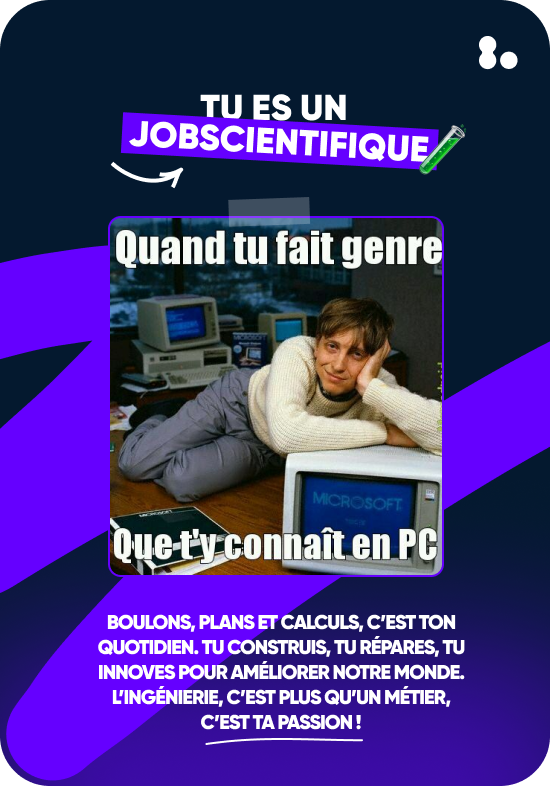 TU ES UN
JOBSCIENTIFIQUE
Quand tu fait genre
MICROSOFT
MICROSOFT
Que t'y connaît en PC
BOULONS, PLANS ET CALCULS, C’EST TON
QUOTIDIEN. TU CONSTRUIS, TU RÉPARES, TU
INNOVES POUR AMÉLIORER NOTRE MONDE.
L’INGÉNIERIE, C’EST PLUS QU’UN MÉTIER,
C’EST TA PASSION !